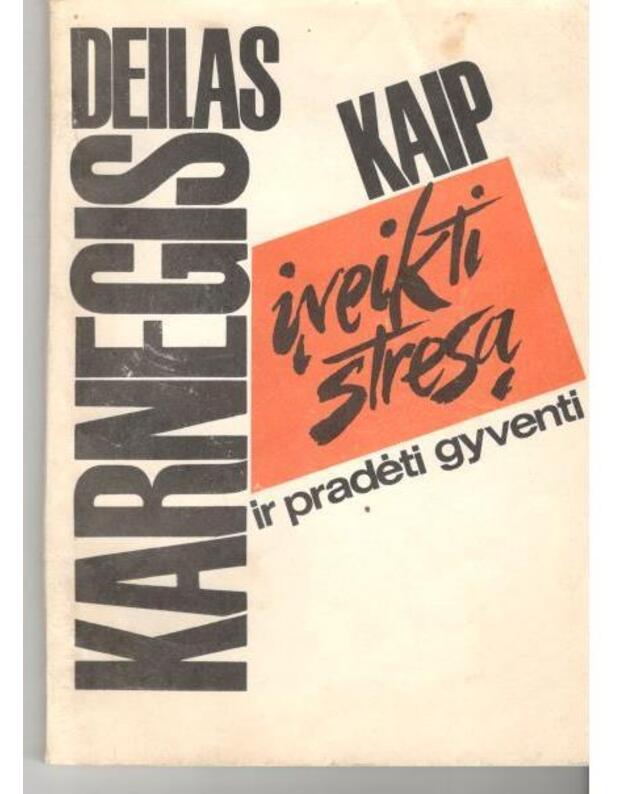 DEILAS
KARNEGIS
KAIP
įveikti
stresą
ir pradėti gyventi